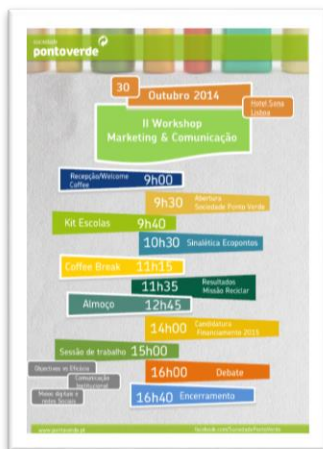 sociedade
pontoverde
30
Outubro 2014
Hotel Sana
Lisboa
II Workshop
Marketing & Comunicação
Recepção/Welcome
Coffee
9h00
9h30
Abertura
Sociedade Ponto Verde
Kit Escolas
9h40
10h30
Sinalética Ecopontos
Coffee Break
11h15
11h35
Resultados
Missão Reciclar
Almoço
12h45
14h00
Candidatura
Financiamento 2015
Sessão de trabalho
15h00
Objectivos vs Eficácia
Comunicação
Institucional
Meios digitais e
redes Sociais
16h00
Debate
16h40
Encerramento
www.pontoverde.pt
facebook.com/SociedadePontoVerde